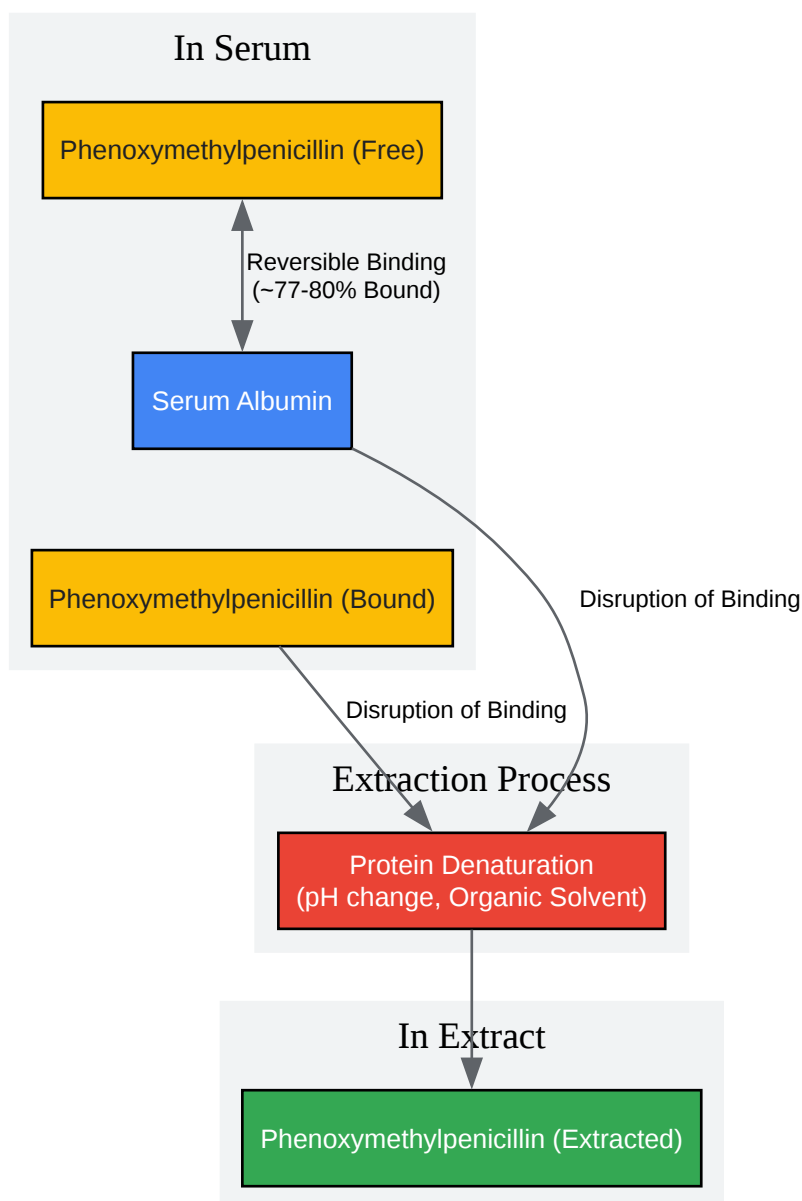 In Serum
Phenoxymethylpenicillin (Free)
Reversible Binding
(~77-80% Bound)
Serum Albumin
Phenoxymethylpenicillin (Bound)
Disruption of Binding
Disruption of Binding
Extraction Process
Protein Denaturation
(pH change, Organic Solvent)
In Extract
Phenoxymethylpenicillin (Extracted)